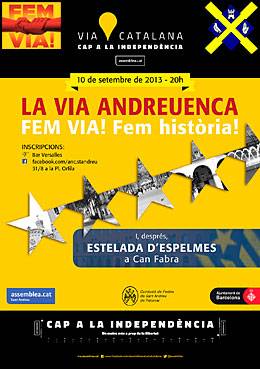 FEM
VIA!
VIA CATALANA
CAP A LA INDEPENDÈNCIA
assemblea.cat
10 de setembre de 2013 - 20h
LA VIA ANDREUENCA
FEM VIA! Fem història!
INSCRIPCIONS:
Bar Versalles
facebook.com/anc.standreu
31/8 a la Pl. Orfila
I, després,
ESTELADA D'ESPELMES
a Can Fabra
assemblea.cat
Sant Andreu
Comissió de Festes
de Sant Andreu
de Palomar
Ajuntament de
Barcelona
CAP A LA INDEPENDÈNCIA